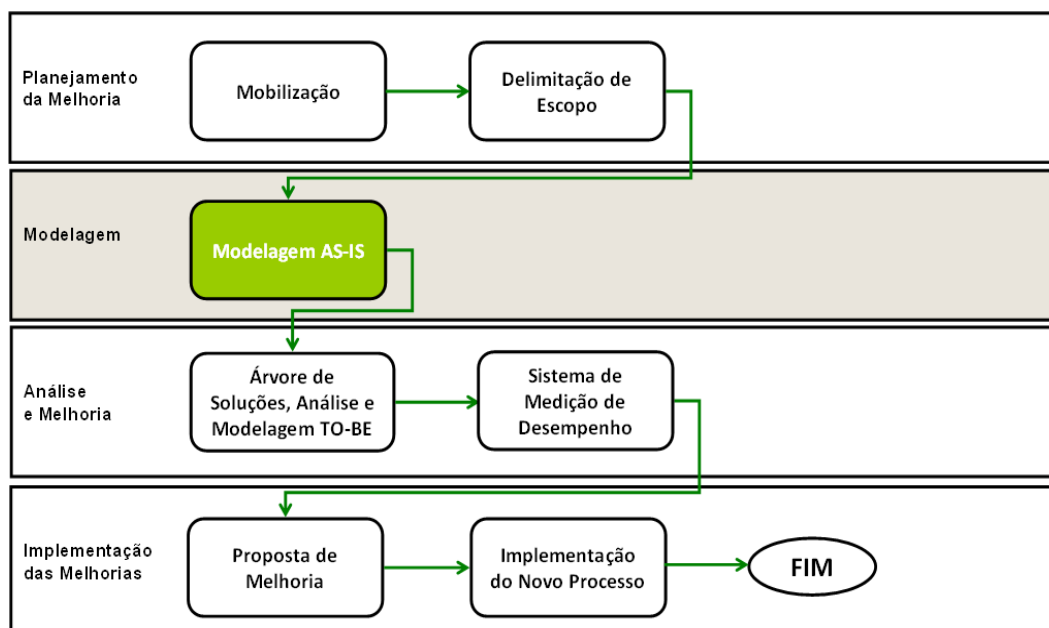 Planejamento
da Melhoria
Mobilização
Delimitação de
Escopo
Modelagem
Modelagem AS-IS
Análise
e Melhoria
Árvore de
Soluções, Análise e
Modelagem TO-BE
Sistema de
Medição de
Desempenho
Implementação
das Melhorias
Proposta de
Melhoria
Implementação
do Novo Processo
FIM